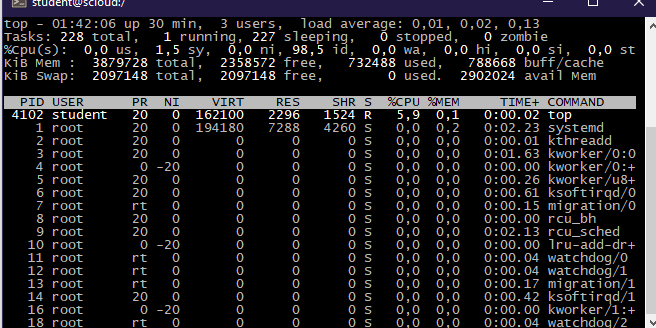 student@scloud:/
top - 01:42:06 up 30 min,  3 users,  load average: 0,01, 0,02, 0,13
Tasks: 228 total,   1 running, 227 sleeping,   0 stopped,   0 zombie
%Cpu(s):  0,0 us,  1,5 sy,  0,0 ni, 98,5 id,  0,0 wa,  0,0 hi,  0,0 si,  0,0 st
KiB Mem :  3879728 total,  2358572 free,   732488 used,   788668 buff/cache
KiB Swap:  2097148 total,  2097148 free,        0 used.  2902024 avail Mem
PID USER      PR  NI    VIRT    RES    SHR S  %CPU %MEM     TIME+ COMMAND
4102 student   20   0  162100   2296   1524 R   5,9  0,1   0:00.02 top
1 root      20   0  194180   7288   4260 S   0,0  0,2   0:02.23 systemd
2 root      20   0       0      0      0 S   0,0  0,0   0:00.01 kthreadd
3 root      20   0       0      0      0 S   0,0  0,0   0:01.63 kworker/0:0
4 root       0 -20       0      0      0 S   0,0  0,0   0:00.00 kworker/0:+
5 root      20   0       0      0      0 S   0,0  0,0   0:00.26 kworker/u8+
6 root      20   0       0      0      0 S   0,0  0,0   0:00.61 ksoftirqd/0
7 root      rt   0       0      0      0 S   0,0  0,0   0:00.15 migration/0
8 root      20   0       0      0      0 S   0,0  0,0   0:00.00 rcu_bh
9 root      20   0       0      0      0 S   0,0  0,0   0:02.13 rcu_sched
10 root       0 -20       0      0      0 S   0,0  0,0   0:00.00 lru-add-dr+
11 root      rt   0       0      0      0 S   0,0  0,0   0:00.04 watchdog/0
12 root      rt   0       0      0      0 S   0,0  0,0   0:00.04 watchdog/1
13 root      rt   0       0      0      0 S   0,0  0,0   0:00.17 migration/1
14 root      20   0       0      0      0 S   0,0  0,0   0:00.42 ksoftirqd/1
16 root       0 -20       0      0      0 S   0,0  0,0   0:00.00 kworker/1:+
18 root      rt   0       0      0      0 S   0,0  0,0   0:00.04 watchdog/2